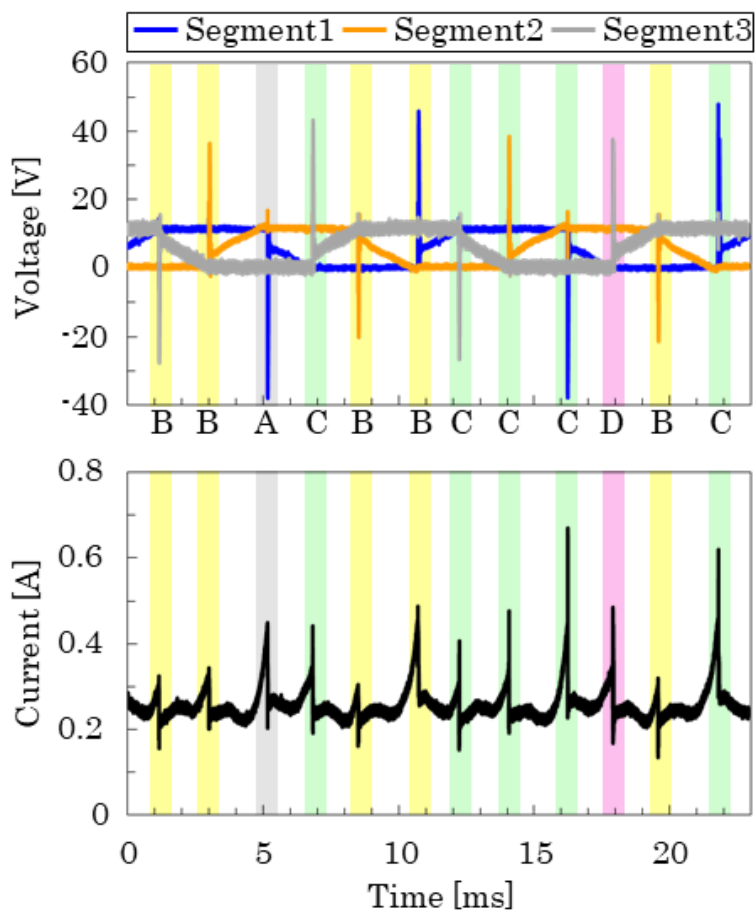 Segment1 Segment2 Segment3
60
40
20
0
-20
-40
Voltage [V]
B B A C B B C C C D B C
0.8
0.6
0.4
0.2
0
Current [A]
0 5 10 15 20
Time [ms]